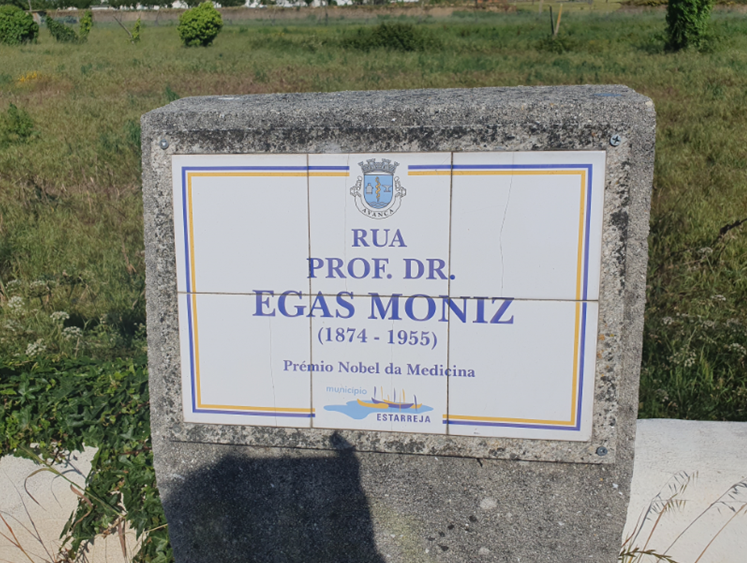 AVANCA
RUA
PROF. DR.
EGAS MONIZ
(1874 - 1955)
Prémio Nobel da Medicina
município
ESTARREJA